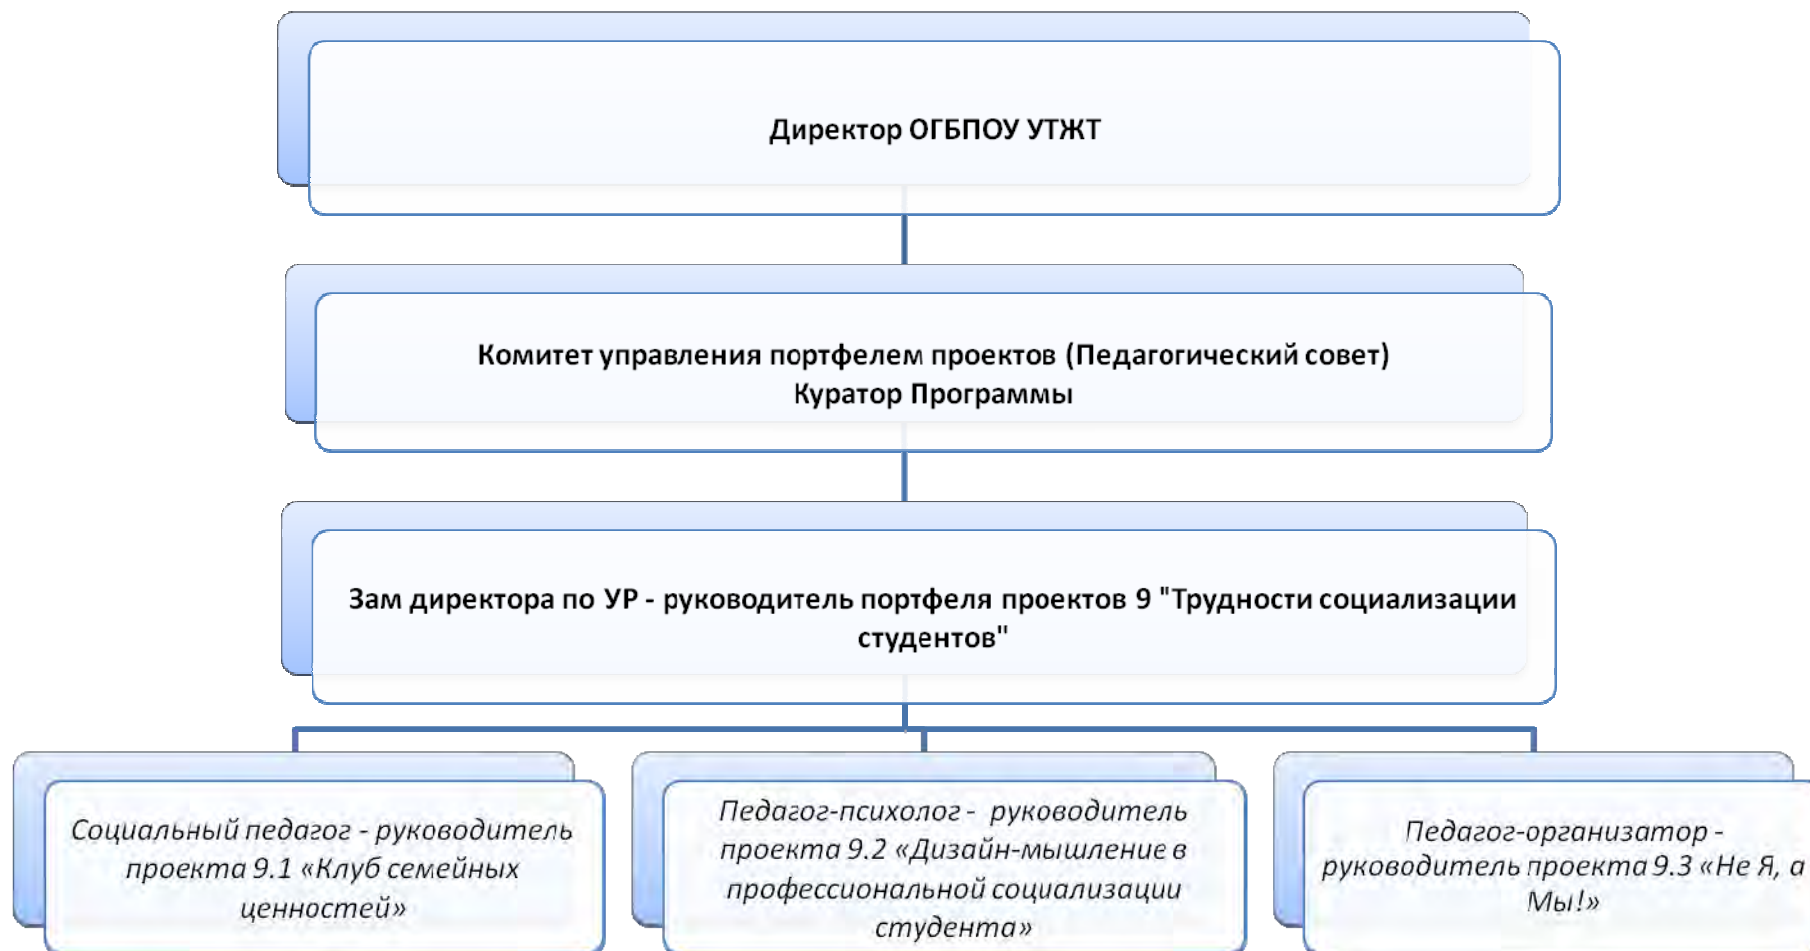 Директор ОГБПОУ УТЖТ
Комитет управления портфелем проектов (Педагогический совет)
Куратор Программы
Зам директора по УР - руководитель портфеля проектов 9 "Трудности социализации
студентов"
Социальный педагог - руководитель
проекта 9.1 «Клуб семейных
ценностей»
Педагог-психолог - руководитель
проекта 9.2 «Дизайн-мышление в
профессиональной социализации
студента»
Педагог-организатор -
руководитель проекта 9.3 «Не Я, а
Мы!»